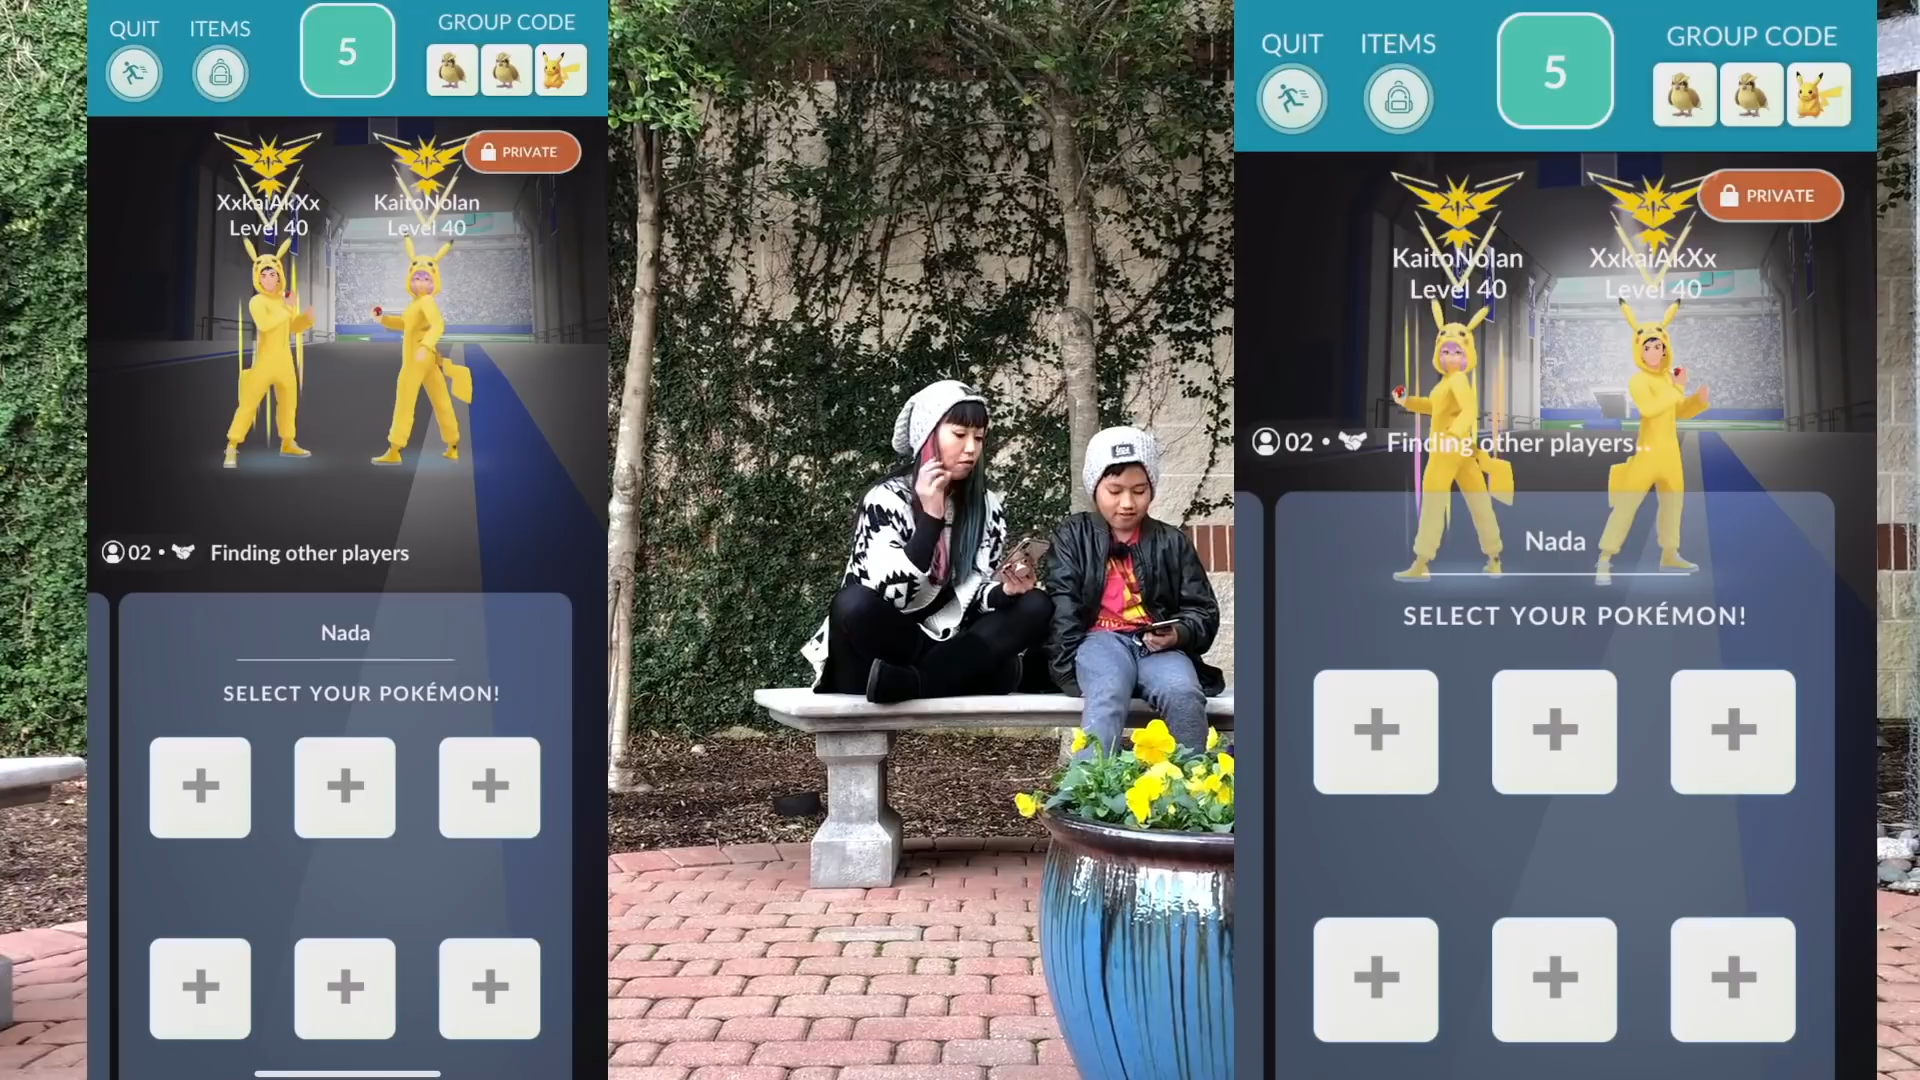 QUIT
ITEMS
5
GROUP CODE
PRIVATE
XxkaiAkXx
Level 40
KaitoNolan
Level 40
02 • Finding other players
Nada
SELECT YOUR POKÉMON!
QUIT
ITEMS
5
GROUP CODE
PRIVATE
KaitoNolan
Level 40
XxkaiAkXx
Level 40
02 • Finding other players..
Nada
SELECT YOUR POKÉMON!